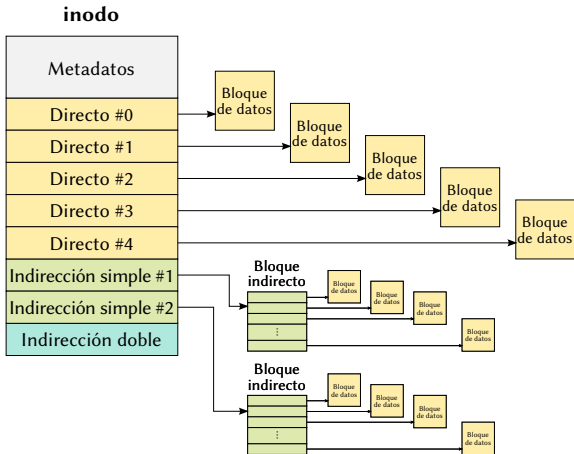 inodo
Metadatos
Directo #0
Directo #1
Directo #2
Directo #3
Directo #4
Indirección simple #1
Indirección simple #2
Indirección doble
Bloque
de datos
Bloque
de datos
Bloque
de datos
Bloque
de datos
Bloque
de datos
Bloque
indirecto
⋮
Bloque
de datos
Bloque
de datos
Bloque
de datos
Bloque
de datos
Bloque
indirecto
⋮
Bloque
de datos
Bloque
de datos
Bloque
de datos
Bloque
de datos